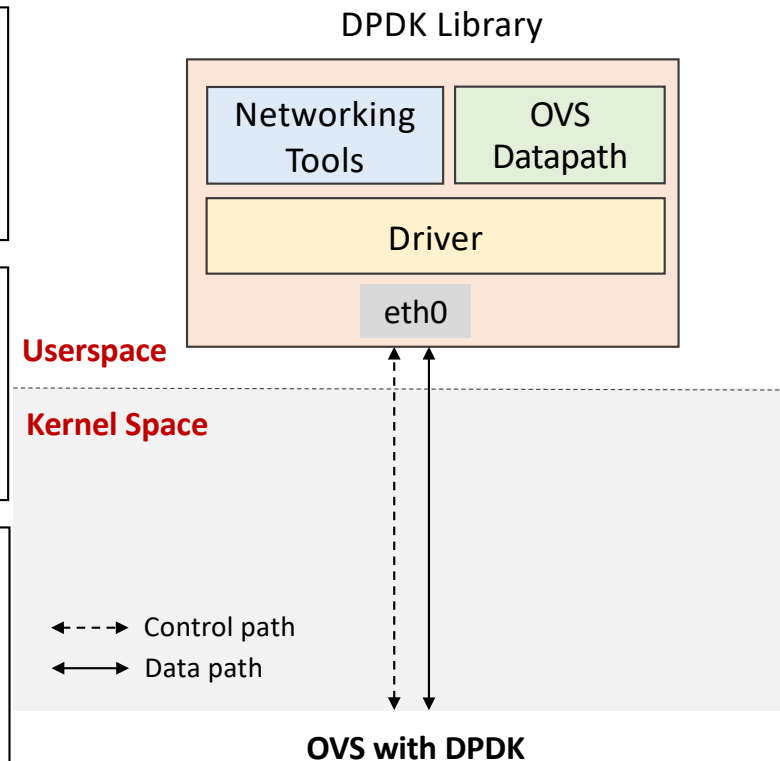 DPDK Library
Networking
Tools
OVS
Datapath
Driver
eth0
Userspace
Kernel Space
Control path
Data path
OVS with DPDK